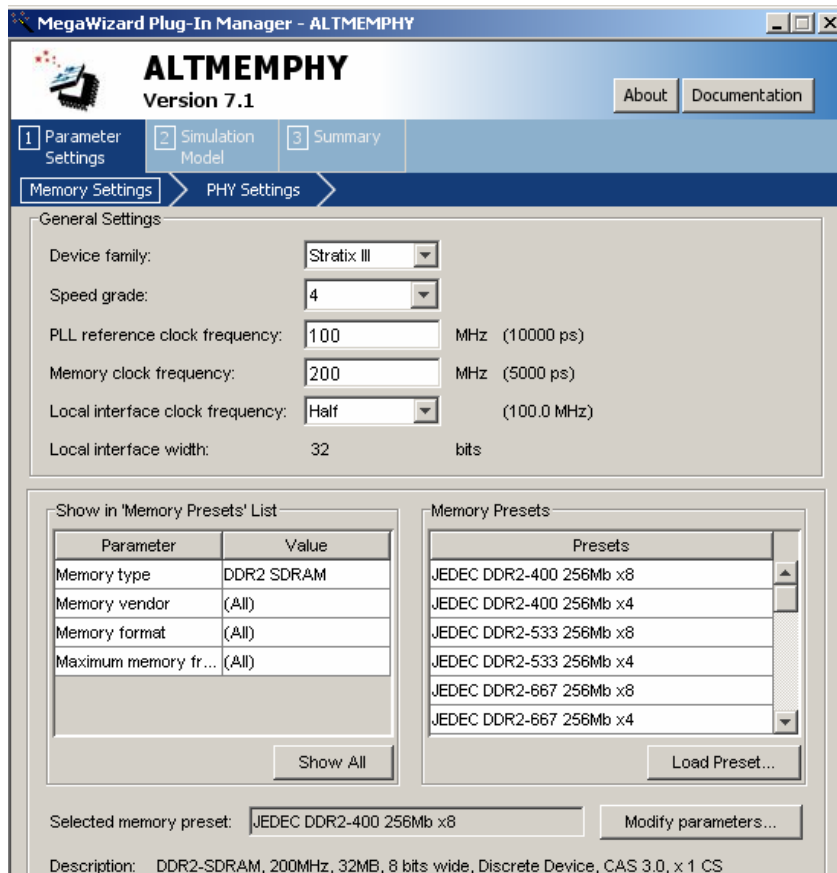 MegaWizard Plug-In Manager - ALTMEMPHY
ALTMEMPHY
Version 7.1
About Documentation
1 Parameter Settings
2 Simulation Model
3 Summary
Memory Settings PHY Settings
General Settings
Device family: Stratix III
Speed grade: 4
PLL reference clock frequency: 100 MHz (10000 ps)
Memory clock frequency: 200 MHz (5000 ps)
Local interface clock frequency: Half (100.0 MHz)
Local interface width: 32 bits
Show in 'Memory Presets' List
Parameter Value
Memory type DDR2 SDRAM
Memory vendor (All)
Memory format (All)
Maximum memory fr... (All)
Show All
Memory Presets
Presets
JEDEC DDR2-400 256Mb x8
JEDEC DDR2-400 256Mb x4
JEDEC DDR2-533 256Mb x8
JEDEC DDR2-533 256Mb x4
JEDEC DDR2-667 256Mb x8
JEDEC DDR2-667 256Mb x4
Load Preset...
Selected memory preset: JEDEC DDR2-400 256Mb x8 Modify parameters...
Description: DDR2-SDRAM, 200MHz, 32MB, 8 bits wide, Discrete Device, CAS 3.0, x 1 CS